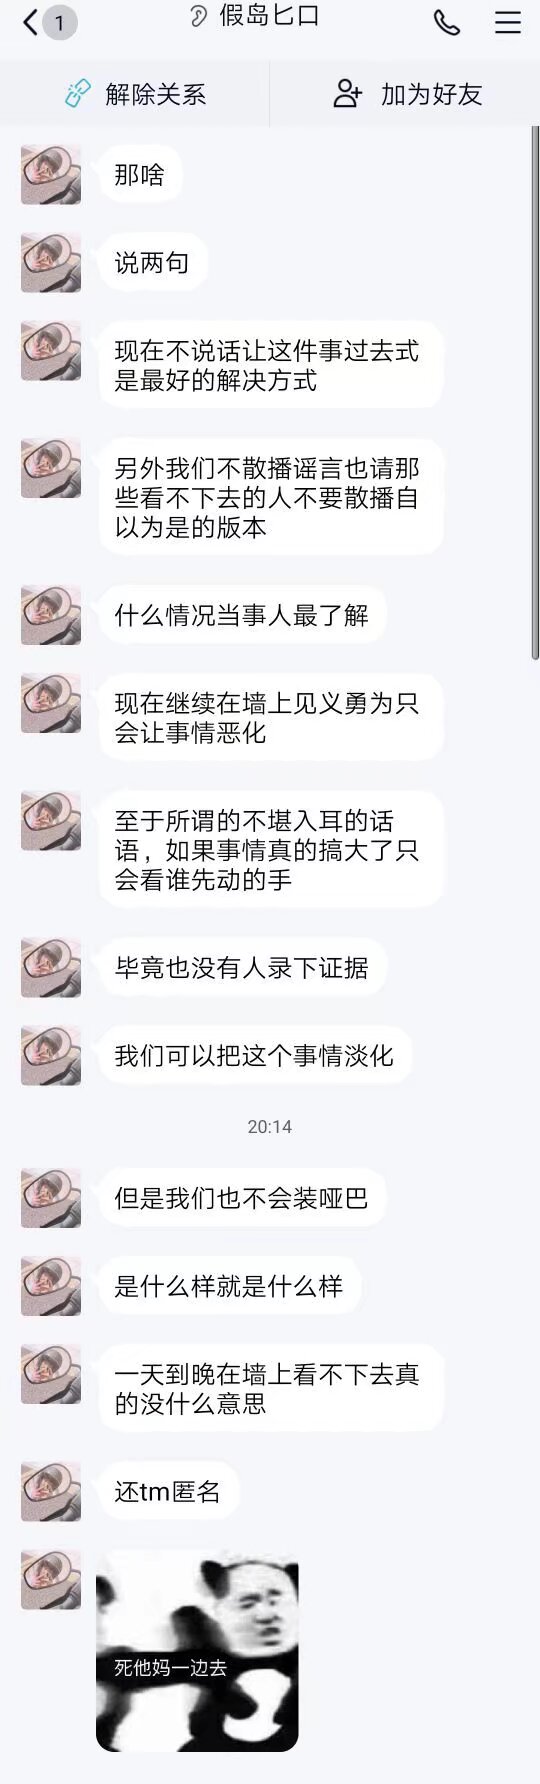 1
假岛匕口
解除关系
加为好友
那啥
说两句
现在不说话让这件事过去式
是最好的解决方式
另外我们不散播谣言也请那
些看不下去的人不要散播自
以为是的版本
什么情况当事人最了解
现在继续在墙上见义勇为只
会让事情恶化
至于所谓的不堪入耳的话
语，如果事情真的搞大了只
会看谁先动的手
毕竟也没有人录下证据
我们可以把这个事情淡化
20:14
但是我们也不会装哑巴
是什么样就是什么样
一天到晚在墙上看不下去真
的没什么意思
还tm匿名
死他妈一边去